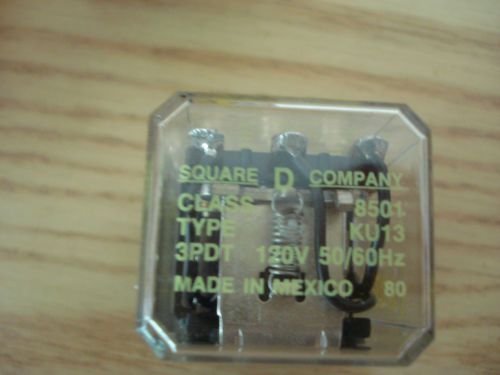 SQUARE D COMPANY
CLASS 8501
TYPE KU13
3PDT 120V 50/60Hz
MADE IN MEXICO 80